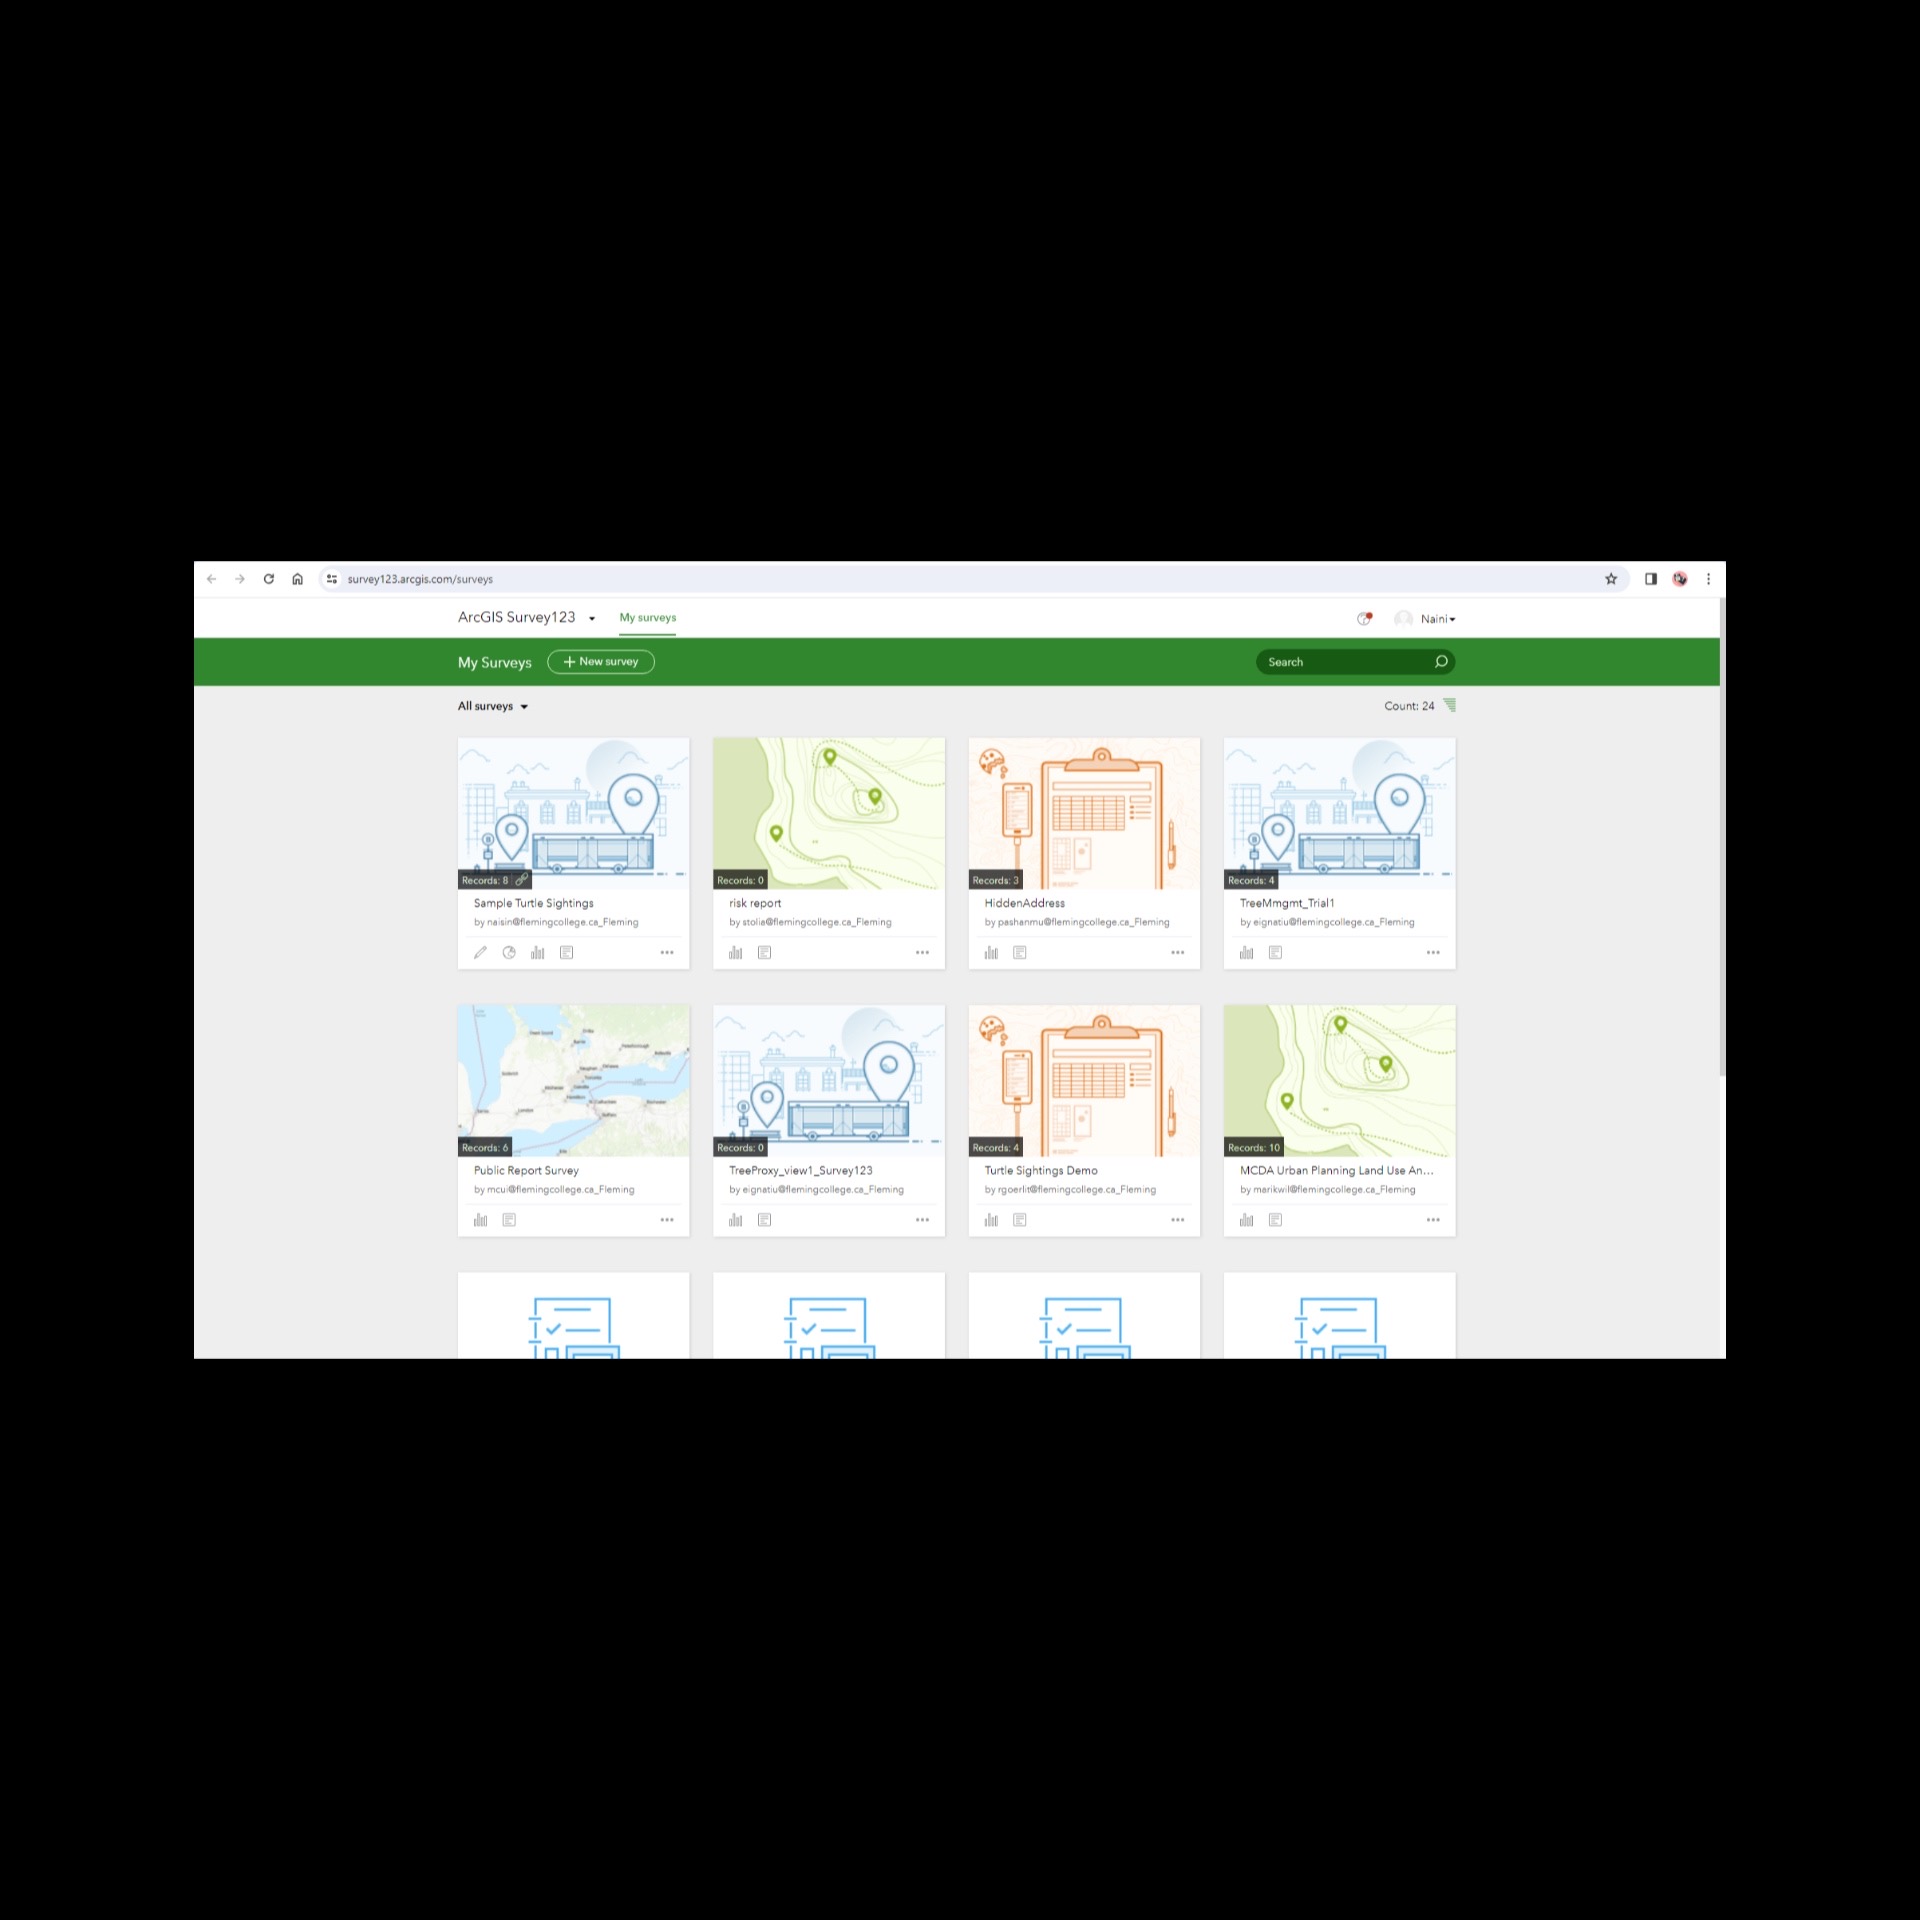 survey123.arcgis.com/surveys
ArcGIS Survey123 My surveys Naini
My Surveys + New survey Search
All surveys Count: 24
Records: 8
Sample Turtle Sightings
by naisin@flemingcollege.ca_Fleming
Records: 0
risk report
by stolia@flemingcollege.ca_Fleming
Records: 3
HiddenAddress
by pashanmu@flemingcollege.ca_Fleming
Records: 4
TreeMmgmt_Trial1
by eignatiu@flemingcollege.ca_Fleming
London
Toronto
Records: 6
Public Report Survey
by mcui@flemingcollege.ca_Fleming
Records: 0
TreeProxy_view1_Survey123
by eignatiu@flemingcollege.ca_Fleming
Records: 4
Turtle Sightings Demo
by rgoerlit@flemingcollege.ca_Fleming
Records: 10
MCDA Urban Planning Land Use An...
by marikwil@flemingcollege.ca_Fleming